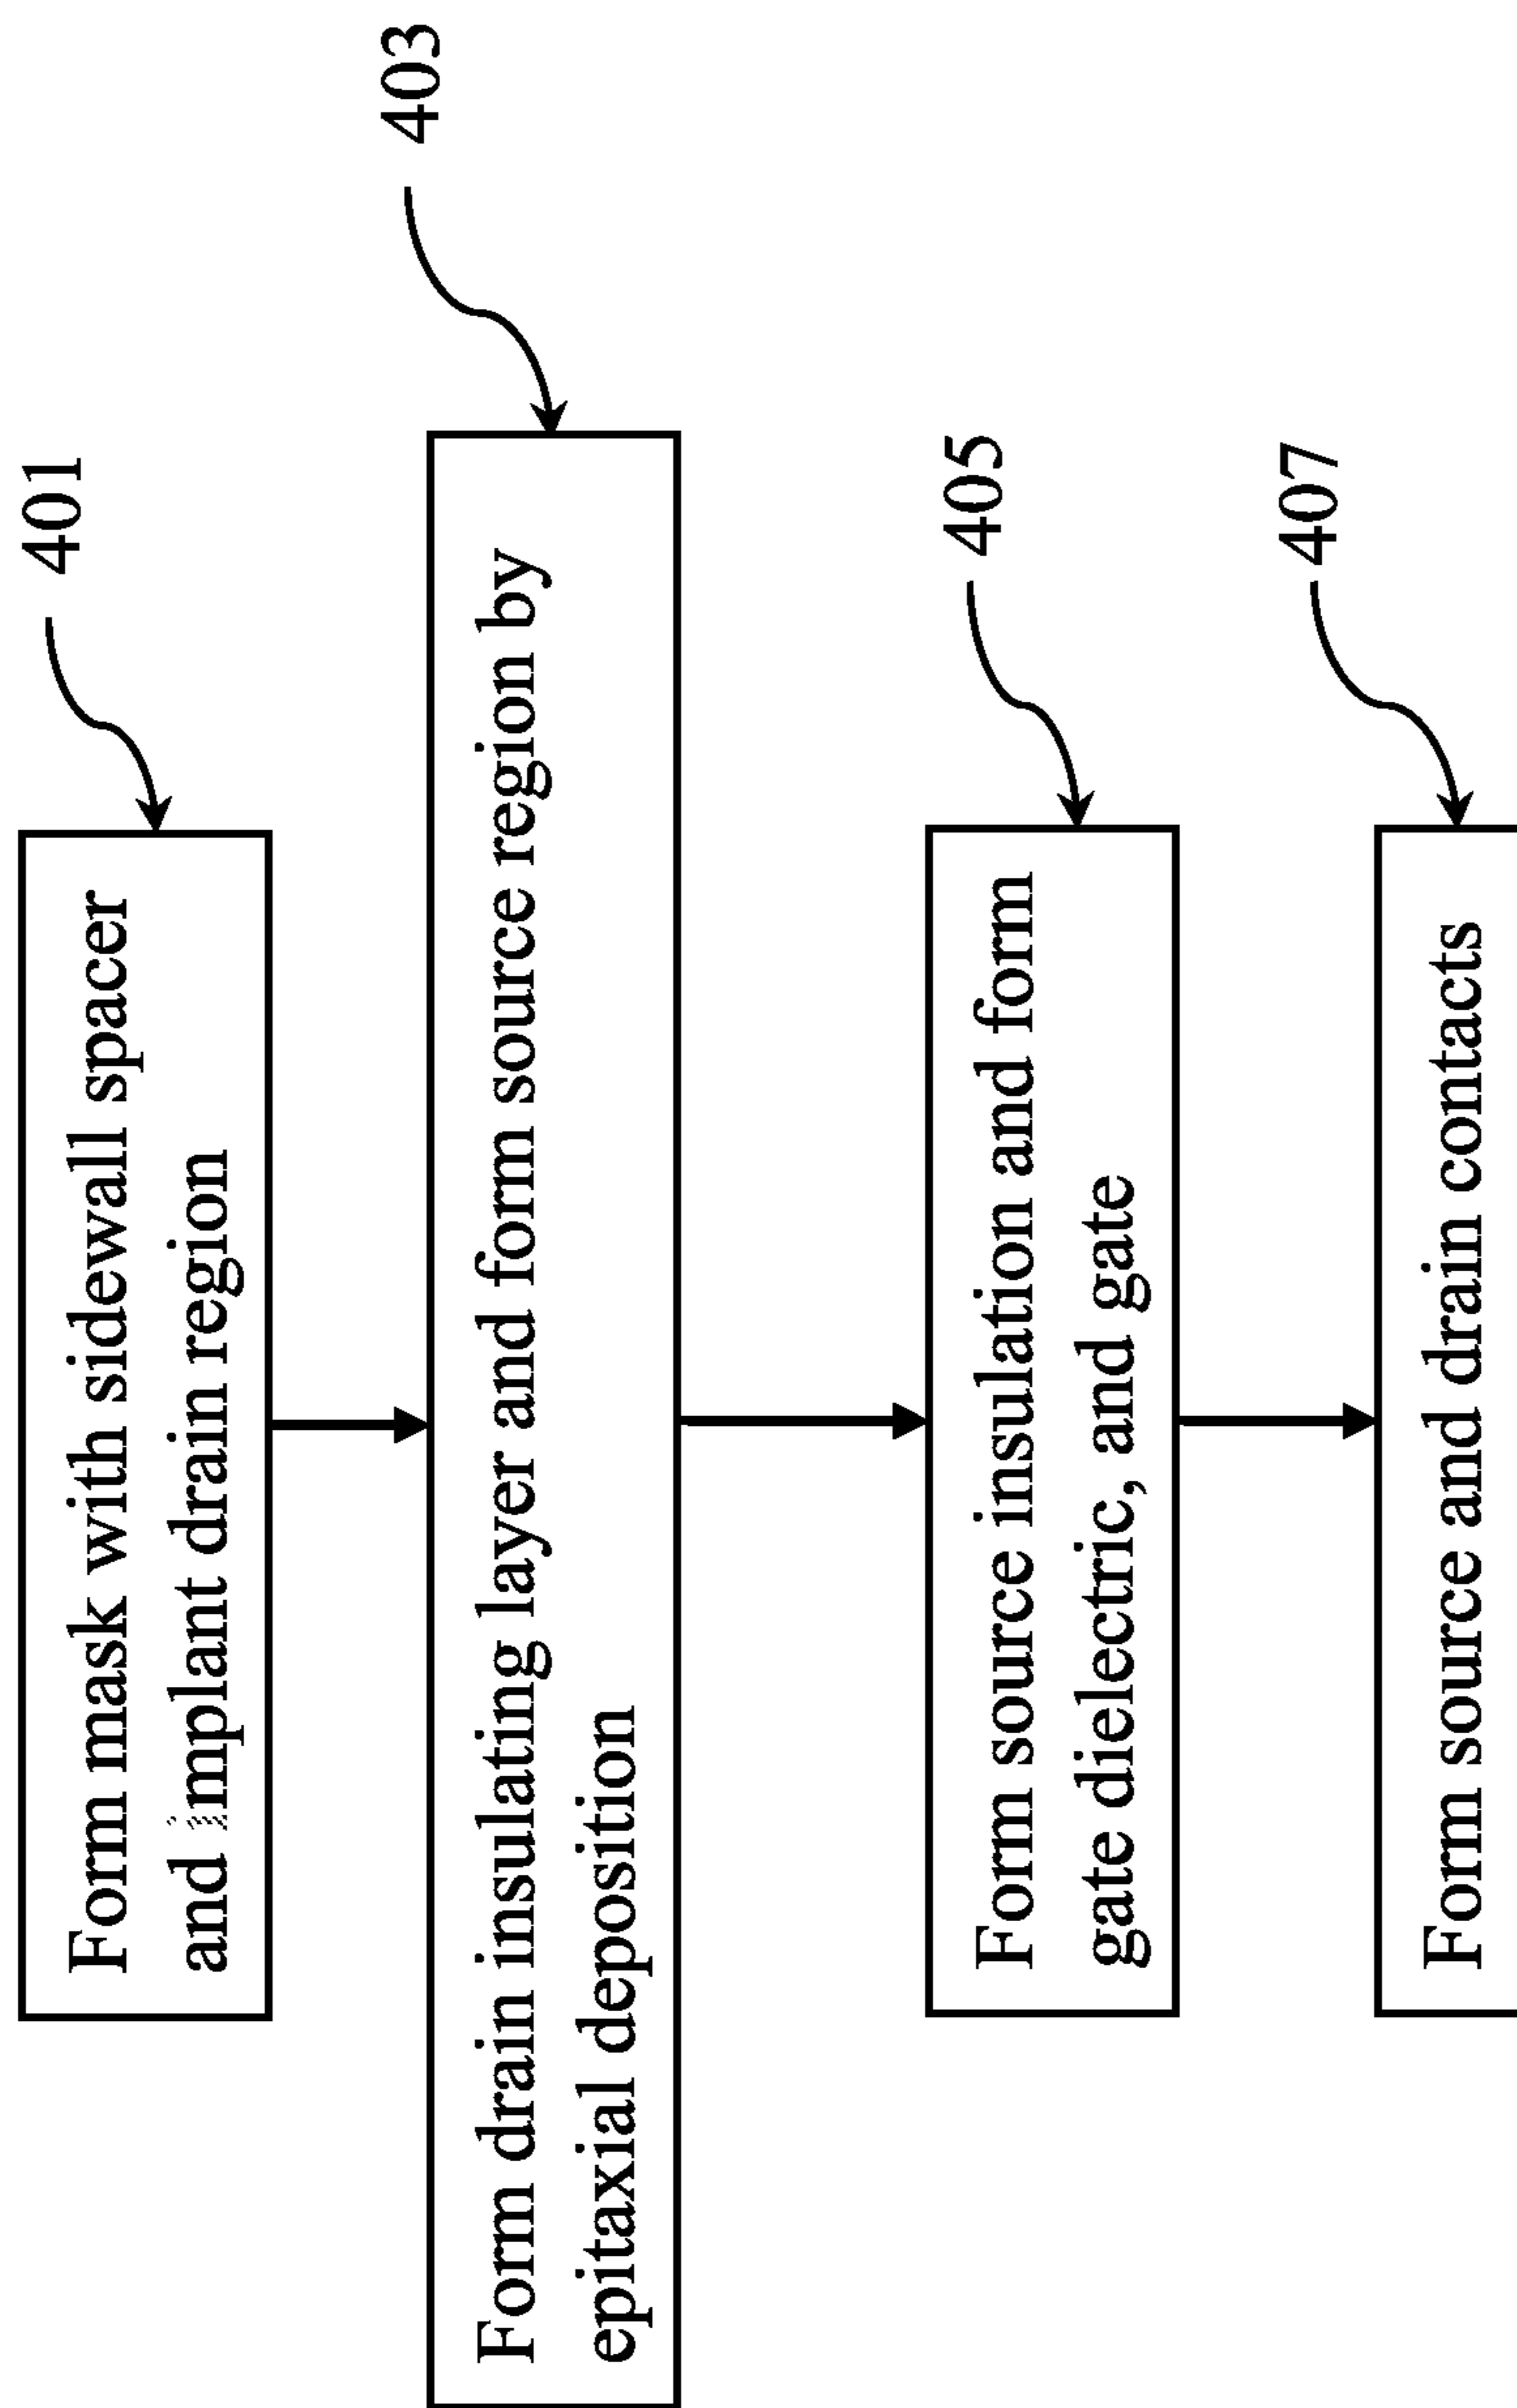 401
Form mask with sidewall spacer
and implant drain region
403
Form drain insulating layer and form source region by
epitaxial deposition
405
Form source insulation and form
gate dielectric, and gate
407
Form source and drain contacts